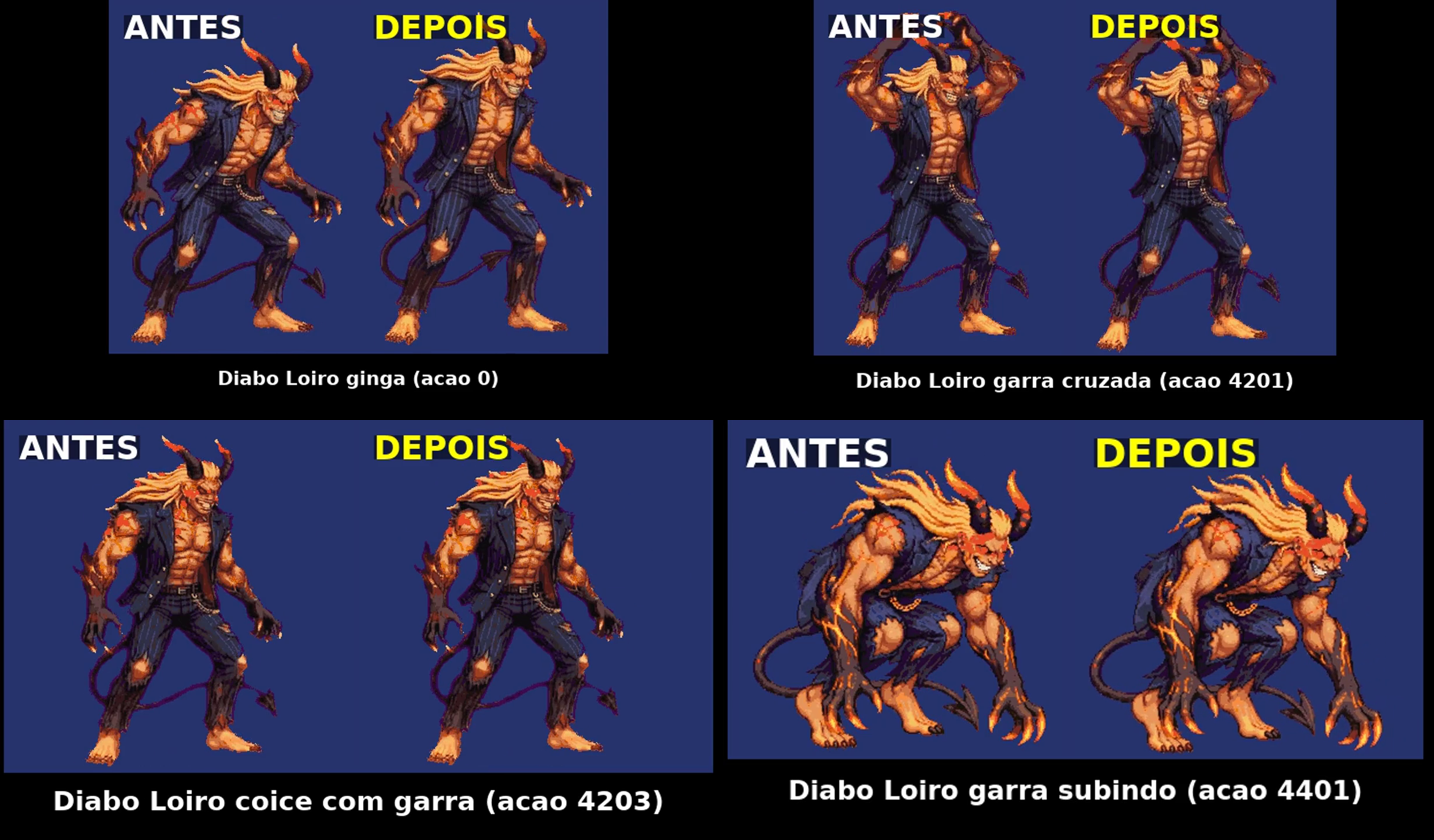 ANTES DEPOIS
Diabo Loiro ginga (acao 0)
ANTES DEPOIS
Diabo Loiro garra cruzada (acao 4201)
ANTES DEPOIS
Diabo Loiro coice com garra (acao 4203)
ANTES DEPOIS
Diabo Loiro garra subindo (acao 4401)